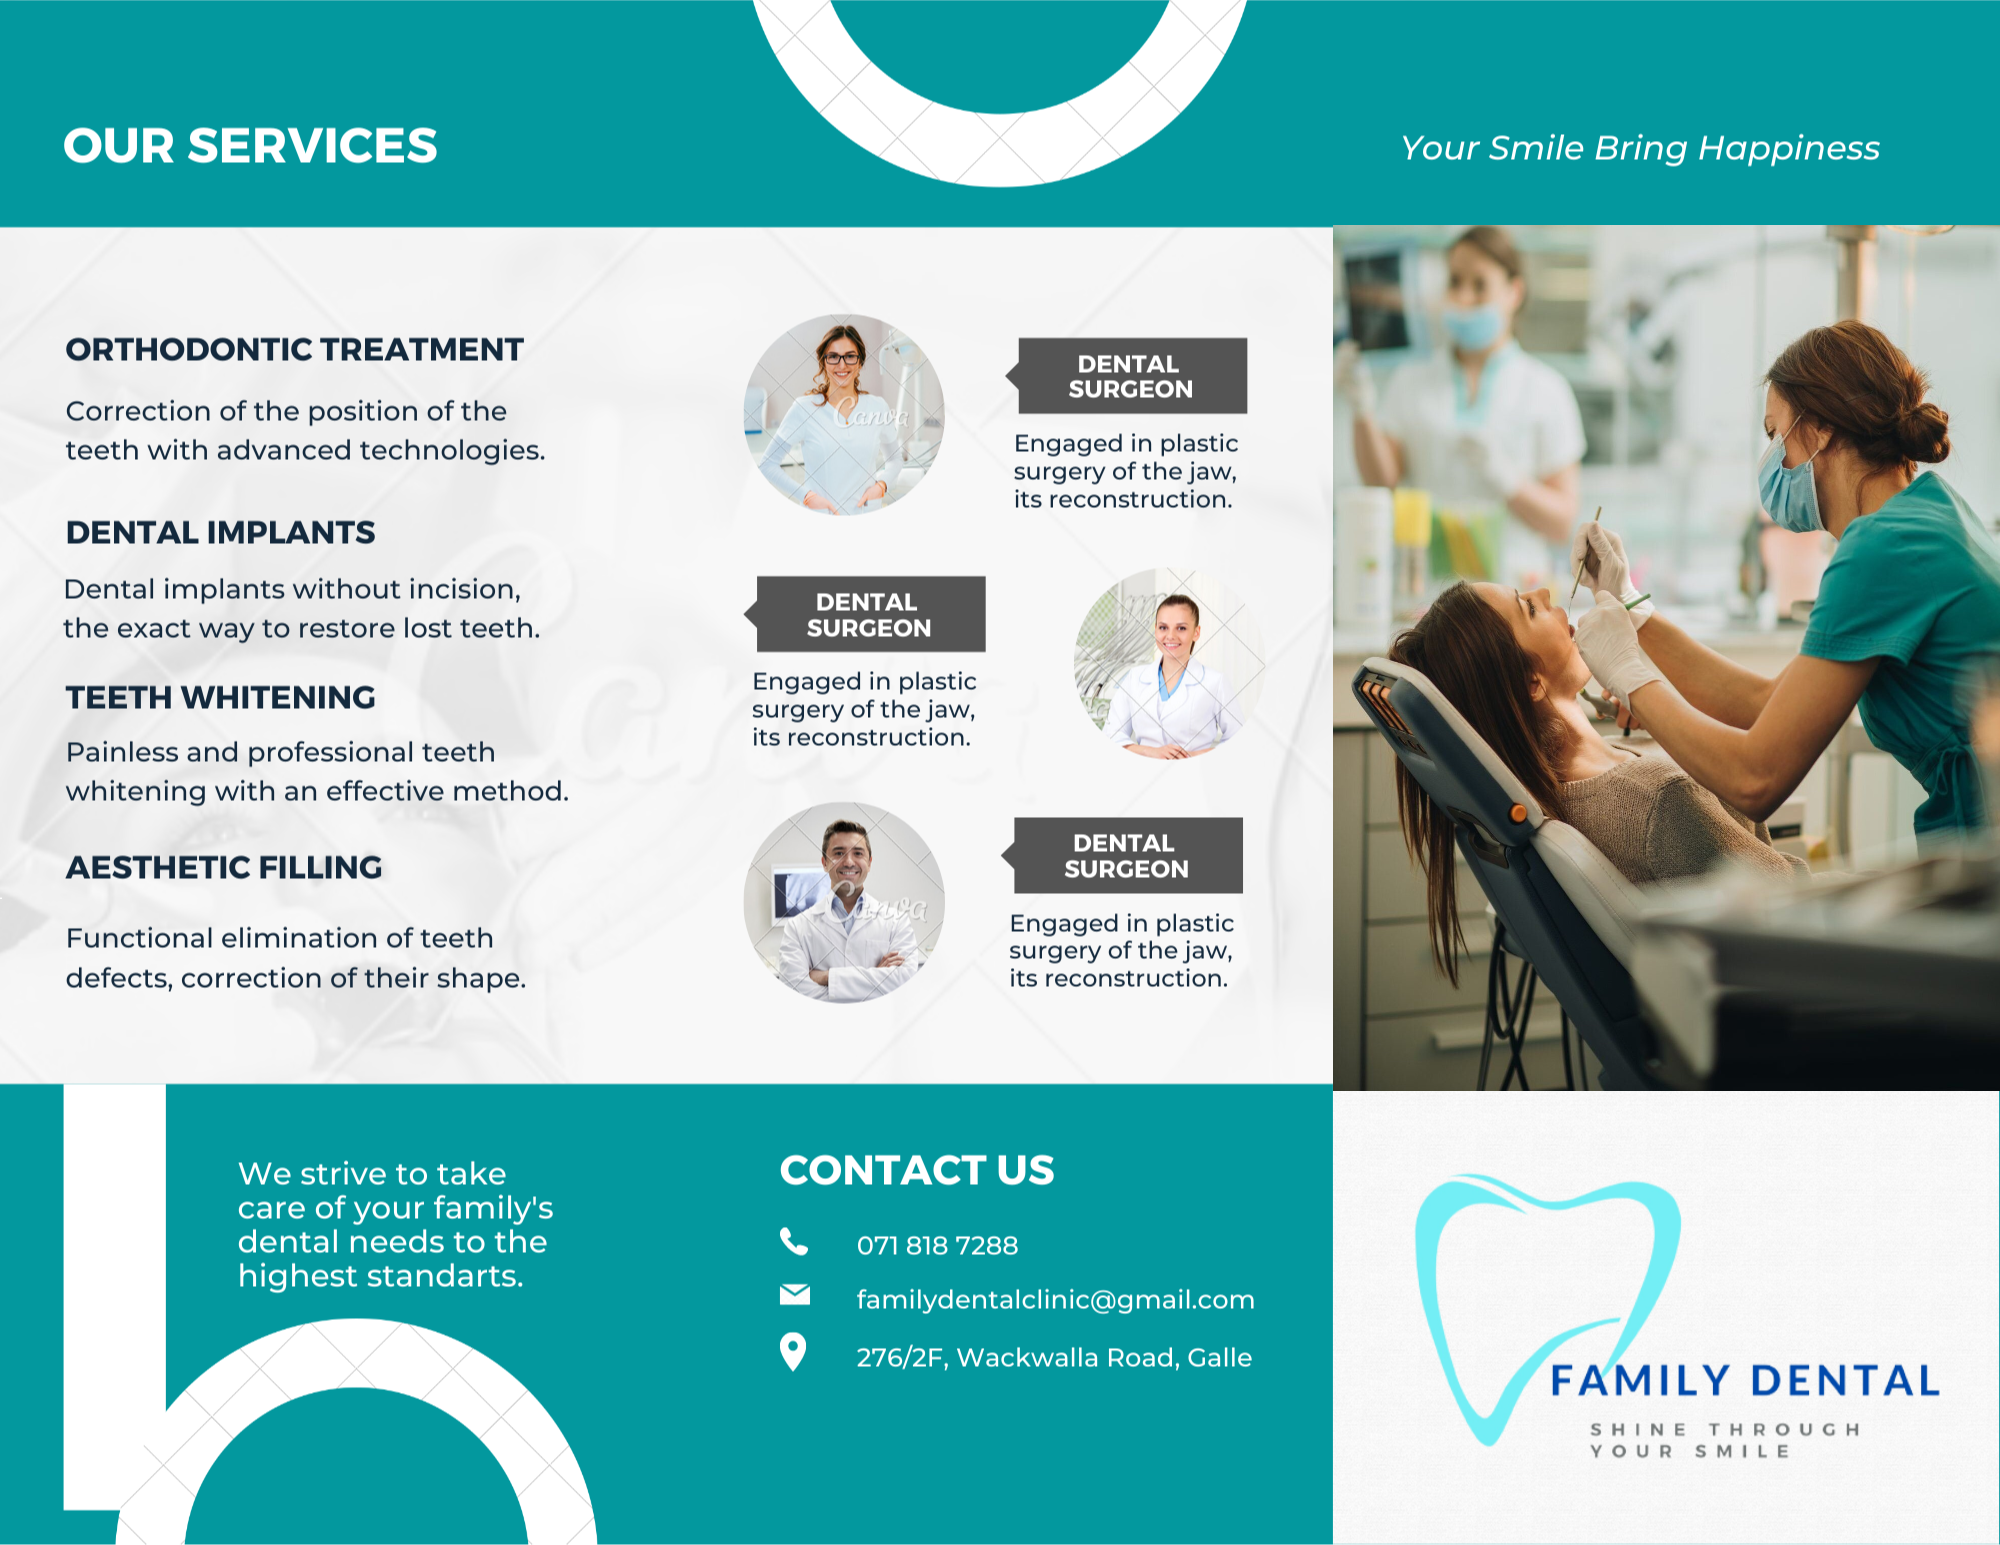 OUR SERVICES
ORTHODONTIC TREATMENT
Correction of the position of the
teeth with advanced technologies.
DENTAL IMPLANTS
Dental implants without incision,
the exact way to restore lost teeth.
TEETH WHITENING
Painless and professional teeth
whitening with an effective method.
AESTHETIC FILLING
Functional elimination of teeth
defects, correction of their shape.
We strive to take
care of your family's
dental needs to the
highest standarts.
Canva
DENTAL
SURGEON
Engaged in plastic
surgery of the jaw,
its reconstruction.
DENTAL
SURGEON
Engaged in plastic
surgery of the jaw,
its reconstruction.
Canva
Canva
DENTAL
SURGEON
Engaged in plastic
surgery of the jaw,
its reconstruction.
CONTACT US
071 818 7288
familydentalclinic@gmail.com
276/2F, Wackwalla Road, Galle
Your Smile Bring Happiness
FAMILY DENTAL
SHINE THROUGH
YOUR SMILE